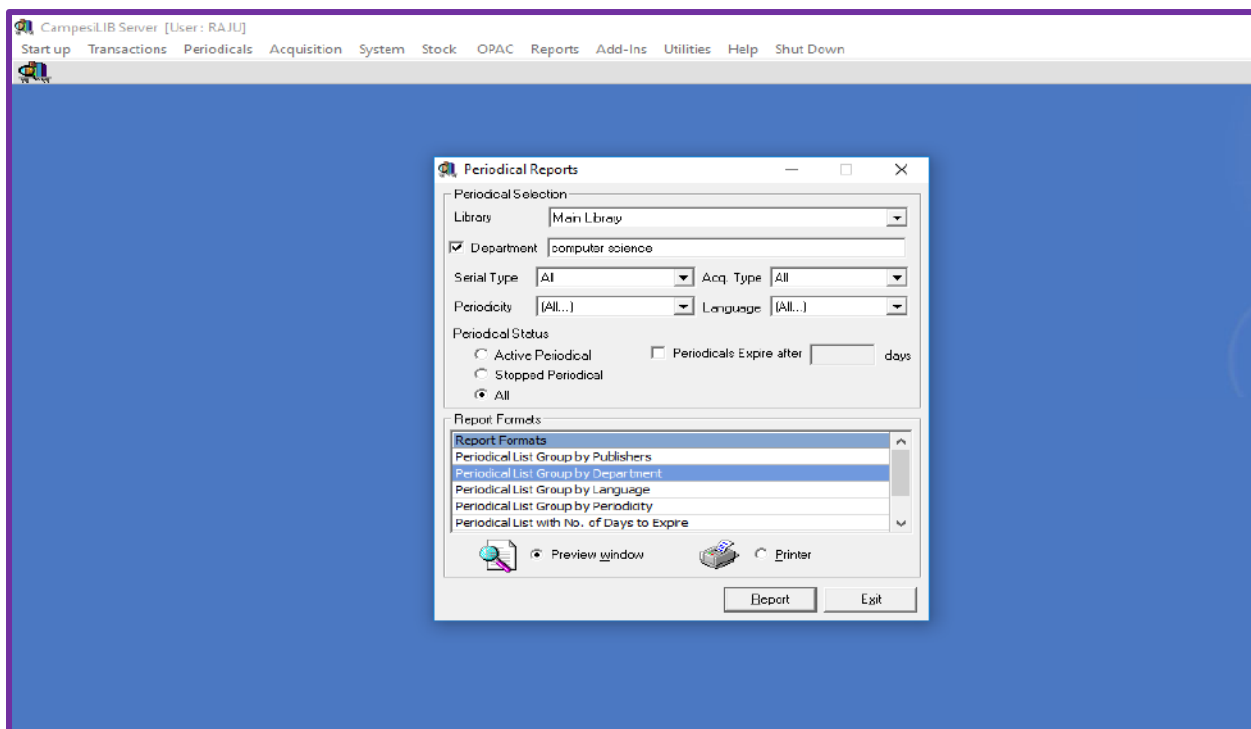 CampesiLIB Server [User: RAJU]
Start up Transactions Periodicals Acquisition System Stock OPAC Reports Add-Ins Utilities Help Shut Down
Periodical Reports
Periodical Selection
Library Main Library
Department computer science
Serial Type All Acq. Type All
Periodicity (All...) Language (All...)
Periodical Status
Active Periodical Periodicals Expire after days
Stopped Periodical
All
Report Formats
Report Formats
Periodical List Group by Publishers
Periodical List Group by Department
Periodical List Group by Language
Periodical List Group by Periodicity
Periodical List with No. of Days to Expire
Preview window Printer
Report Exit